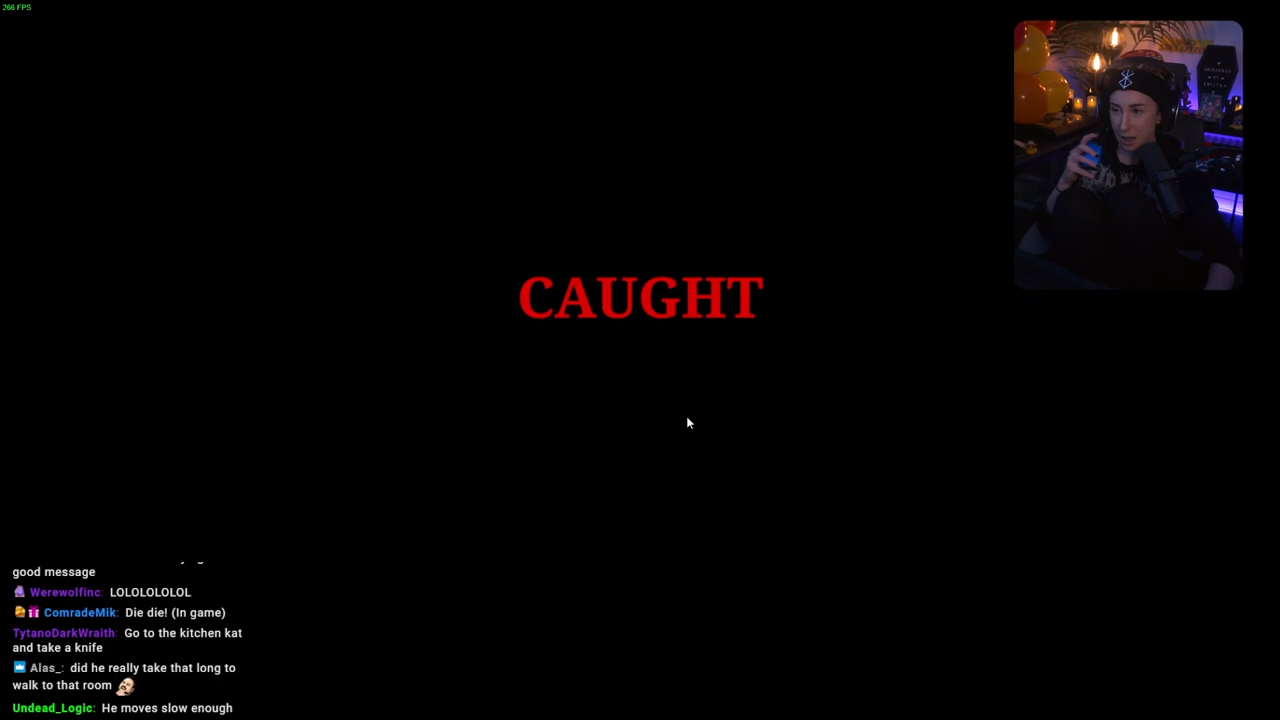 266 FPS
CAUGHT
good message
Werewolfinc: LOLOLOLOLOL
ComradeMik: Die die! (In game)
TytanoDarkWraith: Go to the kitchen kat
and take a knife
Alas_: did he really take that long to
walk to that room
Undead_Logic: He moves slow enough